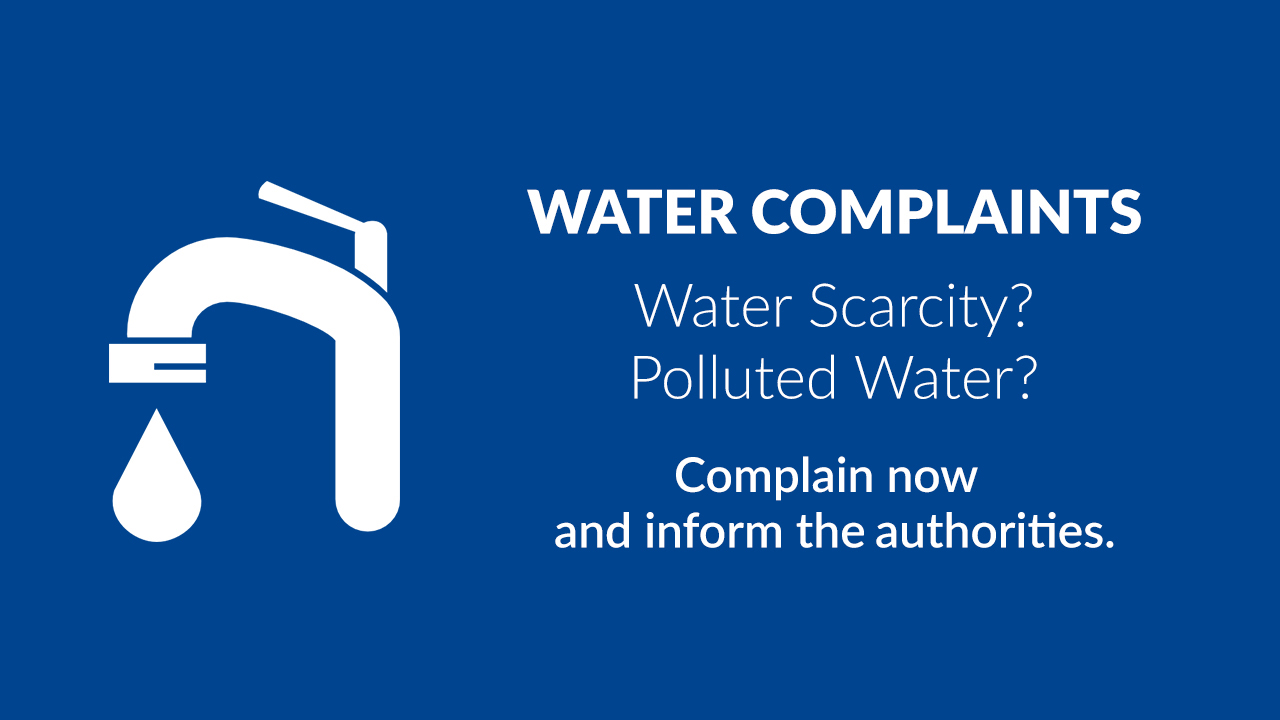 WATER COMPLAINTS
Water Scarcity?
Polluted Water?
Complain now
and inform the authorities.